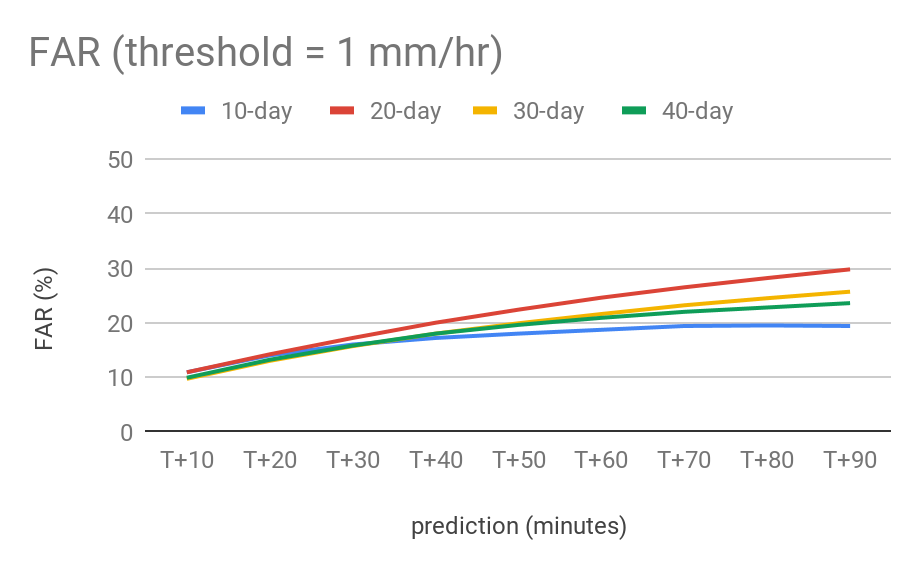 FAR (threshold = 1 mm/hr)
10-day 20-day 30-day 40-day
50
40
30
20
10
0
FAR (%)
T+10 T+20 T+30 T+40 T+50 T+60 T+70 T+80 T+90
prediction (minutes)